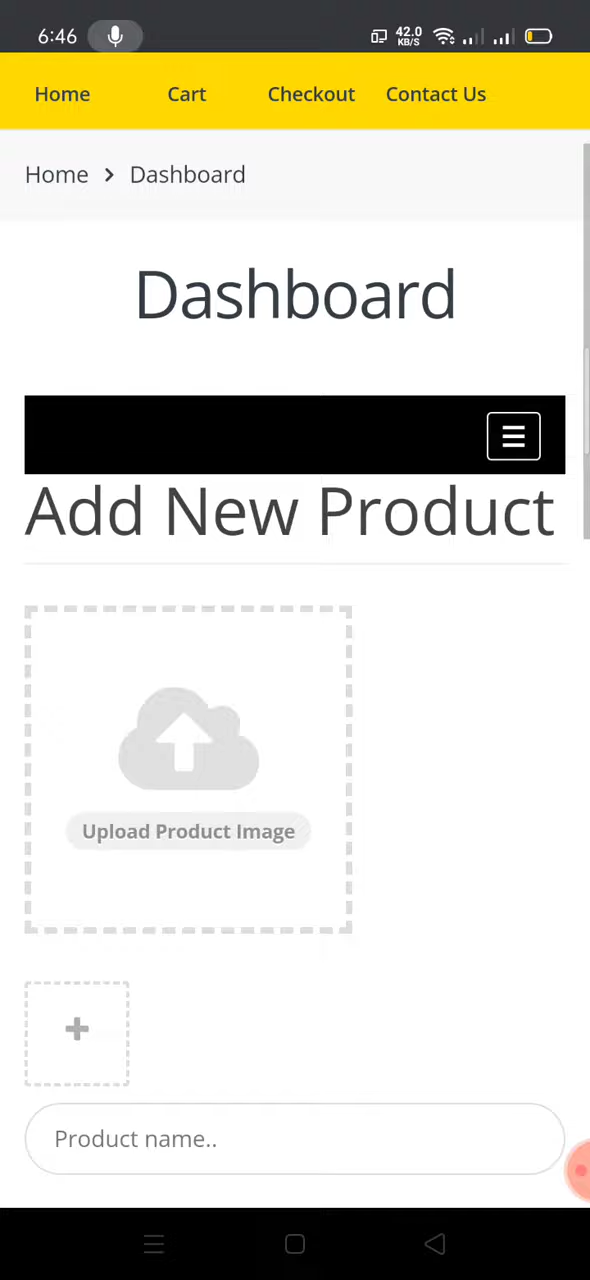 6:46
42.0
KB/S
Home Cart Checkout Contact Us
Home > Dashboard
Dashboard
Add New Product
Upload Product Image
Product name..